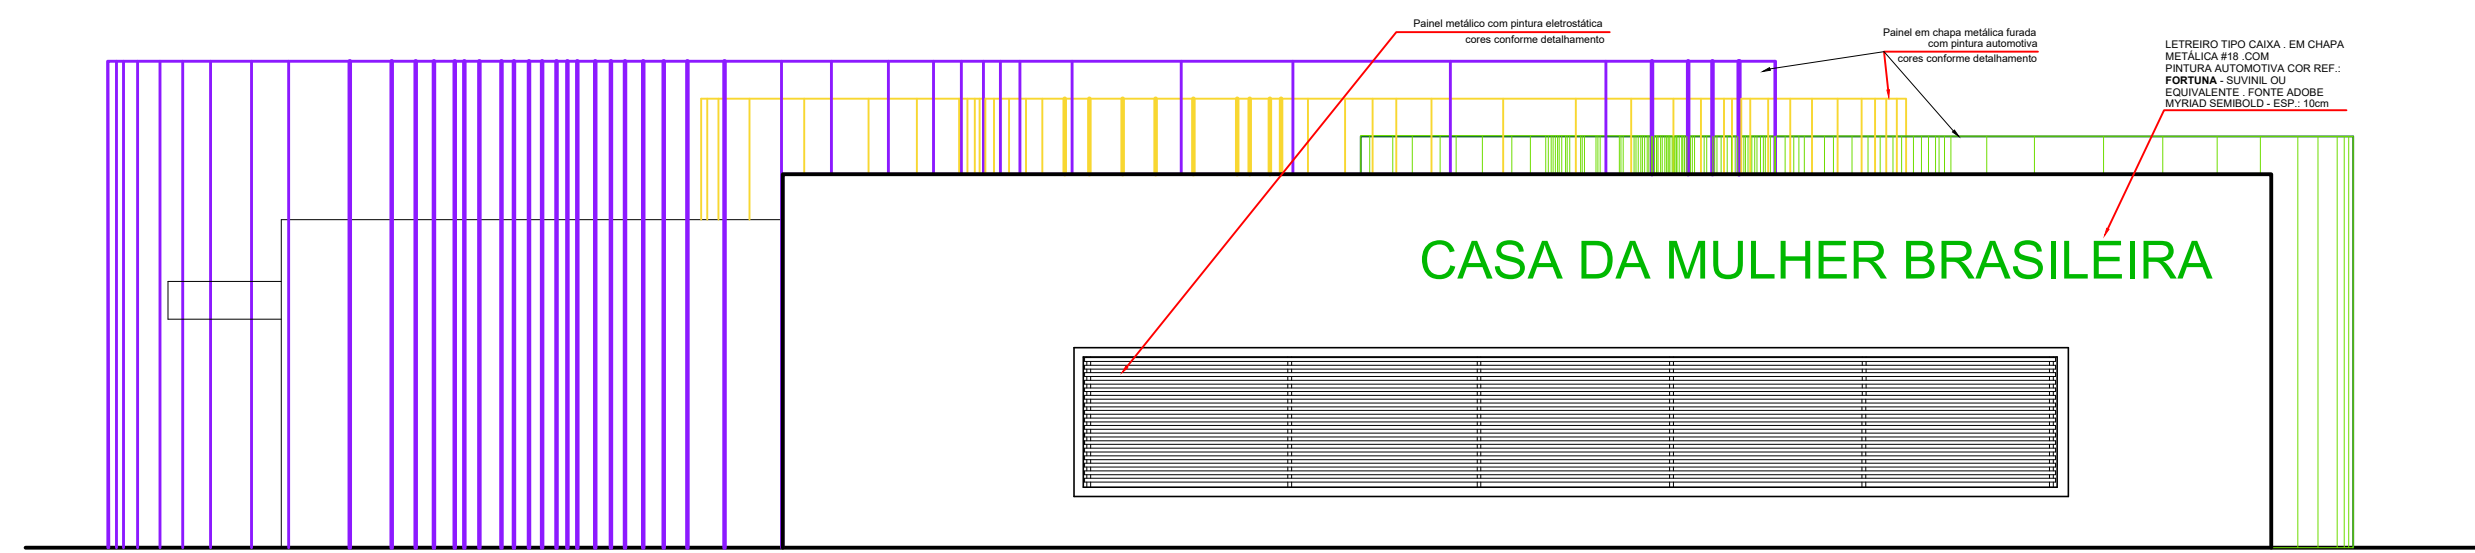 Painel metálico com pintura eletrostática
cores conforme detalhamento
Painel em chapa metálica furada
com pintura automotiva
cores conforme detalhamento
LETREIRO TIPO CAIXA . EM CHAPA
METÁLICA #18 .COM
PINTURA AUTOMOTIVA COR REF.:
FORTUNA - SUVINIL OU
EQUIVALENTE . FONTE ADOBE
MYRIAD SEMIBOLD - ESP.: 10cm
CASA DA MULHER BRASILEIRA